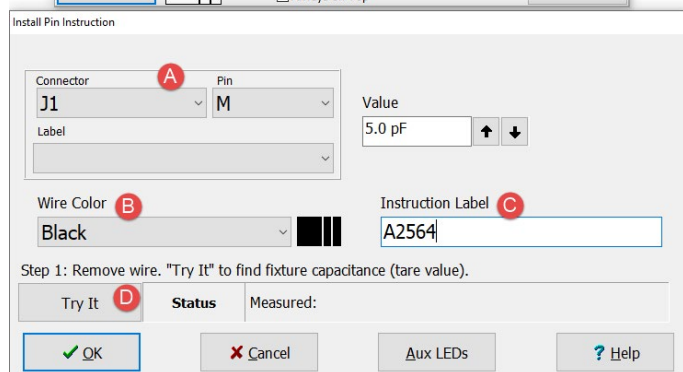 Install Pin Instruction
Connector A Pin
J1 M
Value
Label
5.0 pF
Wire Color B
Instruction Label C
Black
A2564
Step 1: Remove wire. "Try It" to find fixture capacitance (tare value).
Try It D Status Measured:
OK Cancel Aux LEDs ? Help